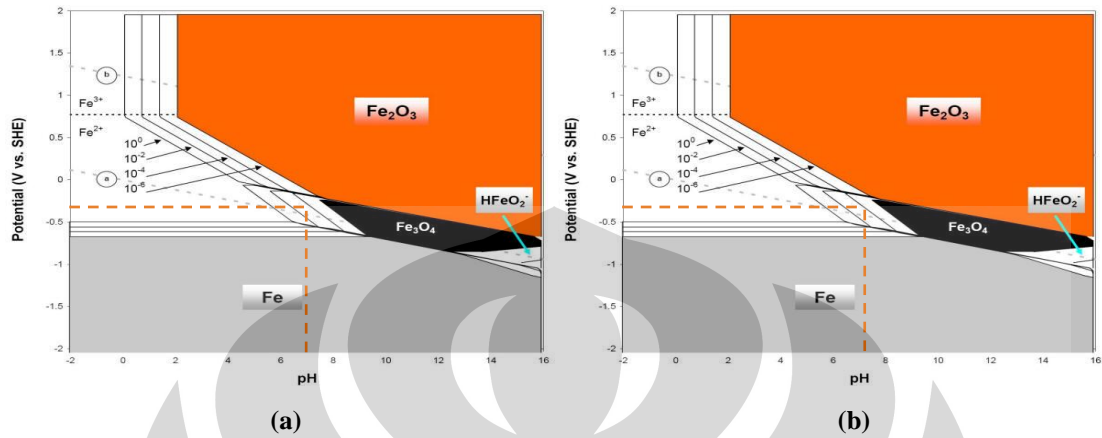 Potential (V vs. SHE)
2
1.5
1
0.5
0
-0.5
-1
-1.5
-2
b
Fe3+
Fe2+
10^0
10^-2
10^-4
10^-6
a
Fe2O3
HFeO2-
Fe3O4
Fe
-2 0 2 4 6 8 10 12 14 16
pH
(a)
Potential (V vs. SHE)
2
1.5
1
0.5
0
-0.5
-1
-1.5
-2
b
Fe3+
Fe2+
10^0
10^-2
10^-4
10^-6
a
Fe2O3
HFeO2-
Fe3O4
Fe
-2 0 2 4 6 8 10 12 14 16
pH
(b)